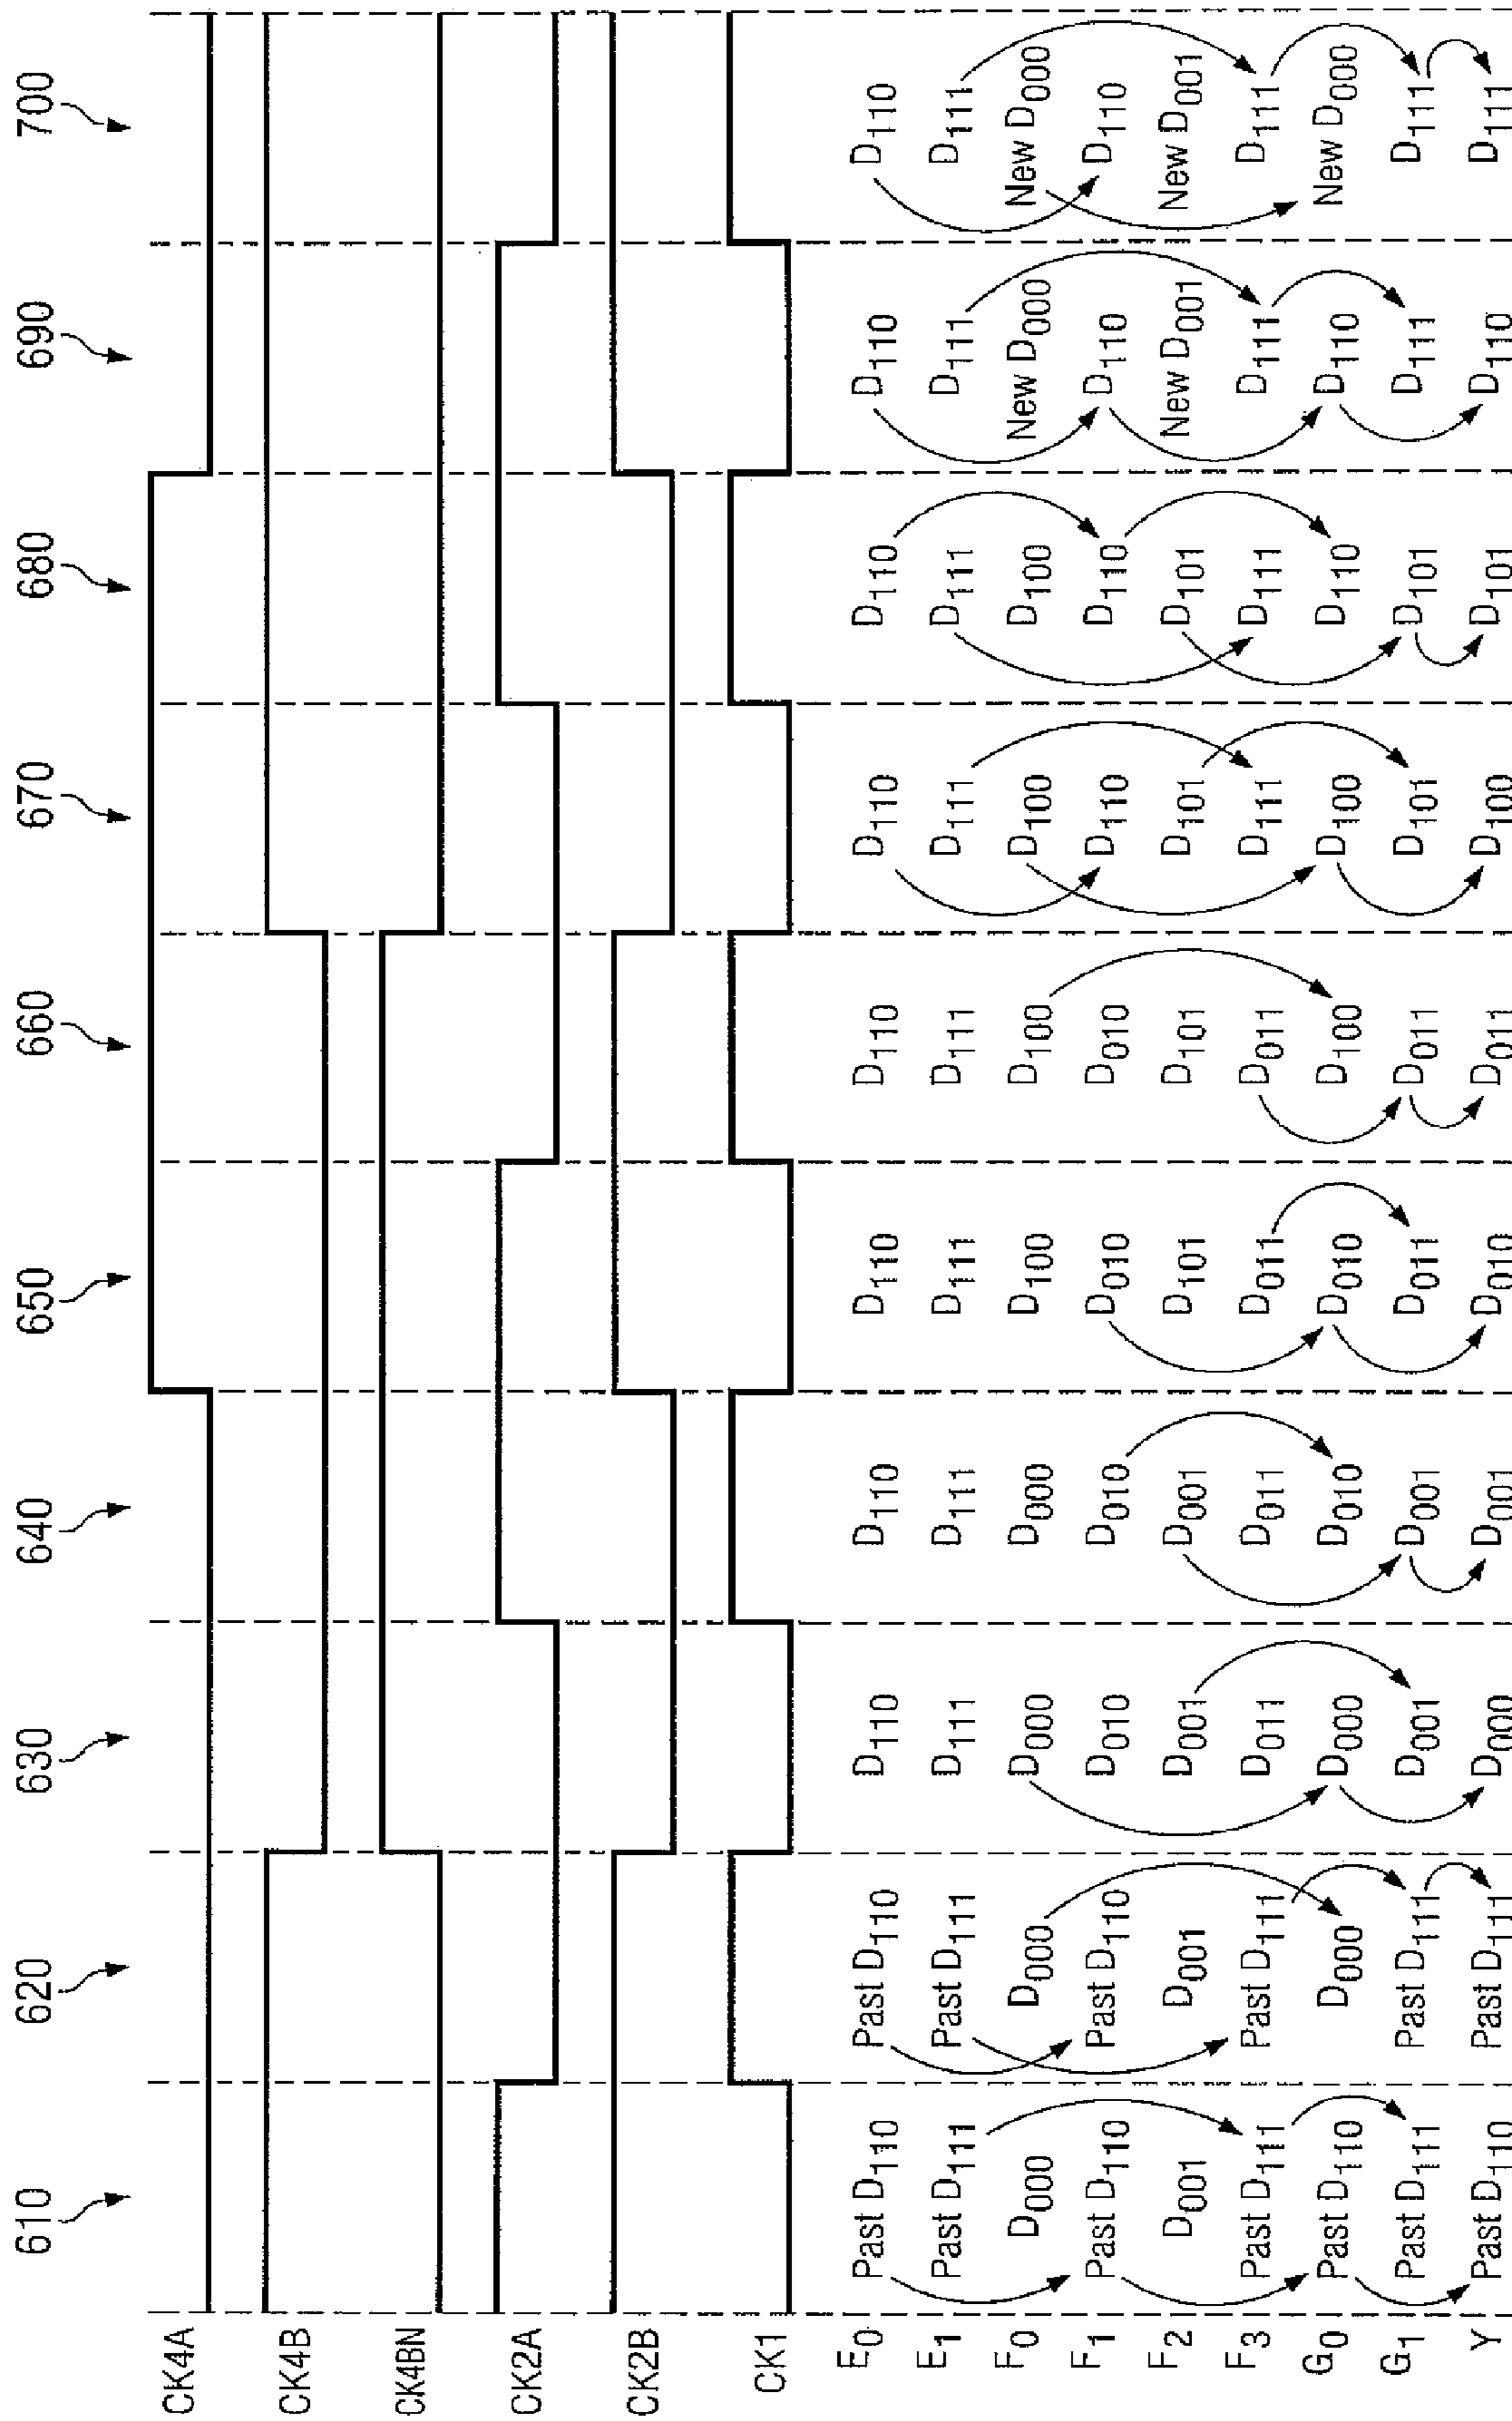 610 620 630 640 650 660 670 680 690 700
CK4A
CK4B
CK4BN
CK2A
CK2B
CK1
E0 Past D110 Past D110 D110 D110 D110 D110 D110 D110 D110 D110
E1 Past D111 Past D111 D111 D111 D111 D111 D111 D111 D111 D111
F0 D000 D000 D000 D000 D100 D100 D100 D100 New D000 New D000
F1 Past D110 Past D110 D010 D010 D010 D010 D110 D110 D110 D110
F2 D001 D001 D001 D001 D101 D101 D101 D101 New D001 New D001
F3 Past D111 Past D111 D011 D011 D011 D011 D111 D111 D111 D111
G0 Past D110 D000 D000 D010 D010 D100 D100 D110 D110 New D000
G1 Past D111 Past D111 D001 D001 D011 D011 D101 D101 D111 D111
Y Past D110 Past D111 D000 D001 D010 D011 D100 D101 D110 D111